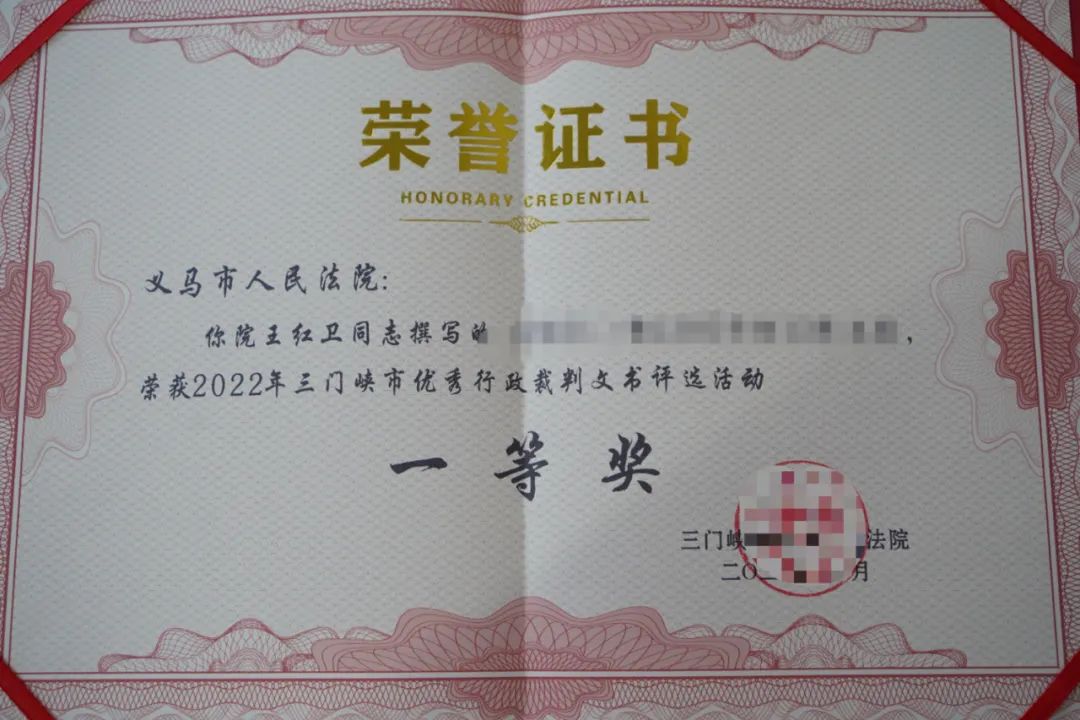 荣誉证书
HONORARY CREDENTIAL
义马市人民法院：
你院王红卫同志撰写的 ，
荣获2022年三门峡市优秀行政裁判文书评选活动
一等奖
三门峡 法院
二〇二 月